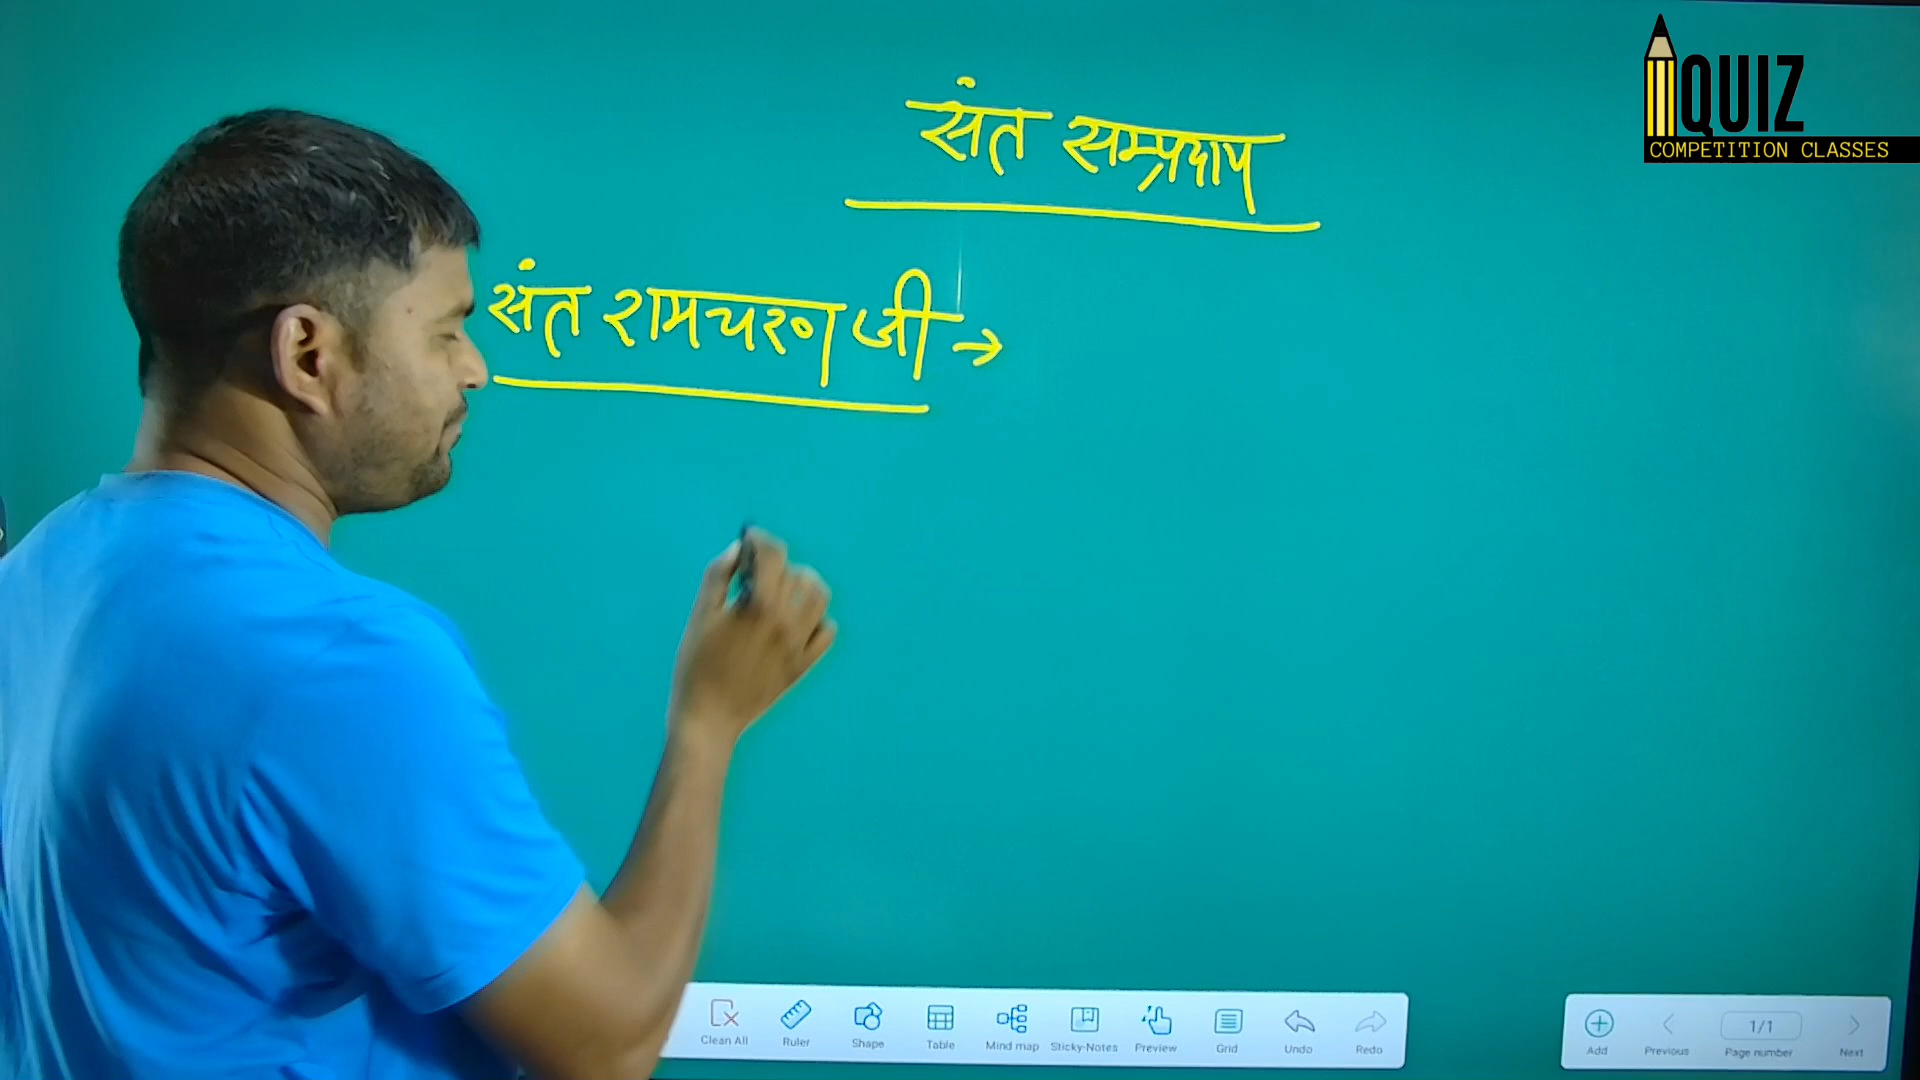 QUIZ
COMPETITION CLASSES
संत सम्प्रदाय
संत रामचरण जी →
Clean All
Ruler
Shape
Table
Mind map
Sticky-Notes
Preview
Grid
Undo
Redo
Add
Previous
1/1
Page number
Next